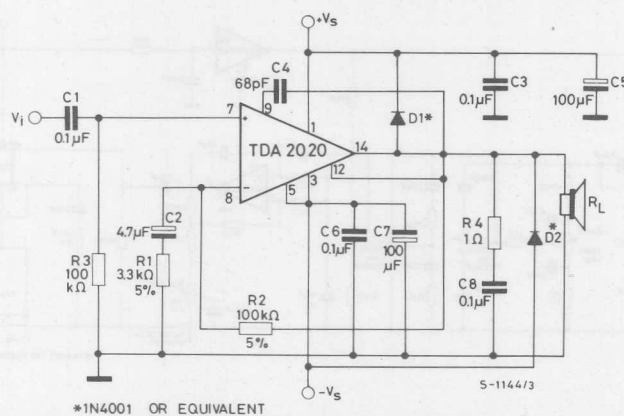 +Vs
C4
68pF
C1
0.1µF
Vi
7
9
+
1
TDA 2020
14
12
8
−
5
3
D1*
C3
0.1µF
C5
100µF
C2
4.7µF
R3
100
kΩ
R1
3.3kΩ
5%
C6
0.1µF
C7
100
µF
R4
1Ω
*
D2
RL
C8
0.1µF
R2
100kΩ
5%
−Vs
S-1144/3
*1N4001 OR EQUIVALENT